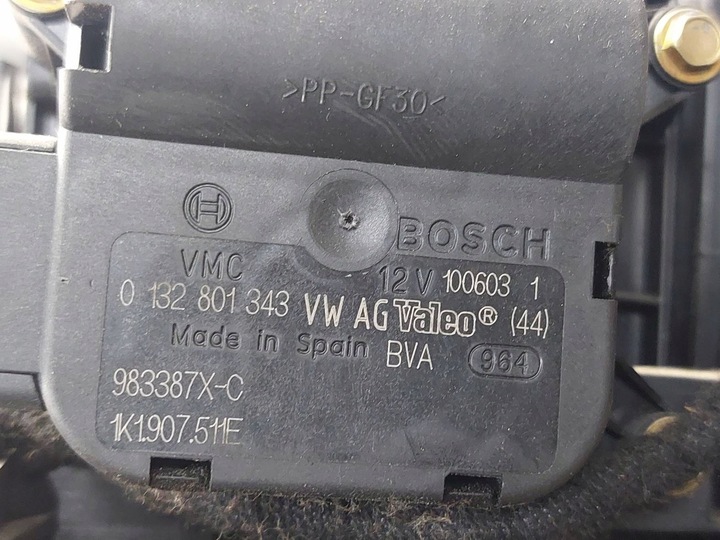 >PP-GF30<
BOSCH
VMC 12 V 100603 1
0 132 801 343 VW AG Valeo® (44)
Made in Spain BVA 964
983387X-C
1K1.907.511E